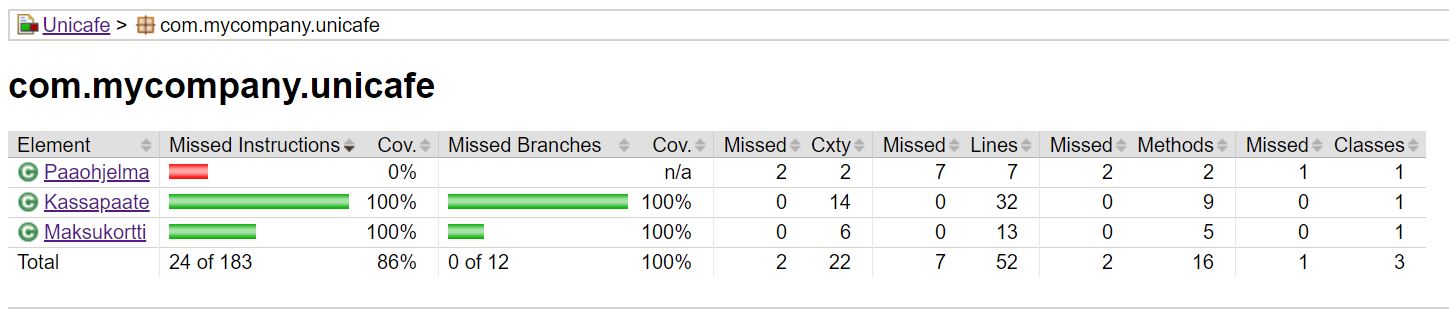 Unicafe > com.mycompany.unicafe
com.mycompany.unicafe
Element Missed Instructions Cov. Missed Branches Cov. Missed Cxty Missed Lines Missed Methods Missed Classes
C Paaohjelma 0% n/a 2 2 7 7 2 2 1 1
C Kassapaate 100% 100% 0 14 0 32 0 9 0 1
C Maksukortti 100% 100% 0 6 0 13 0 5 0 1
Total 24 of 183 86% 0 of 12 100% 2 22 7 52 2 16 1 3